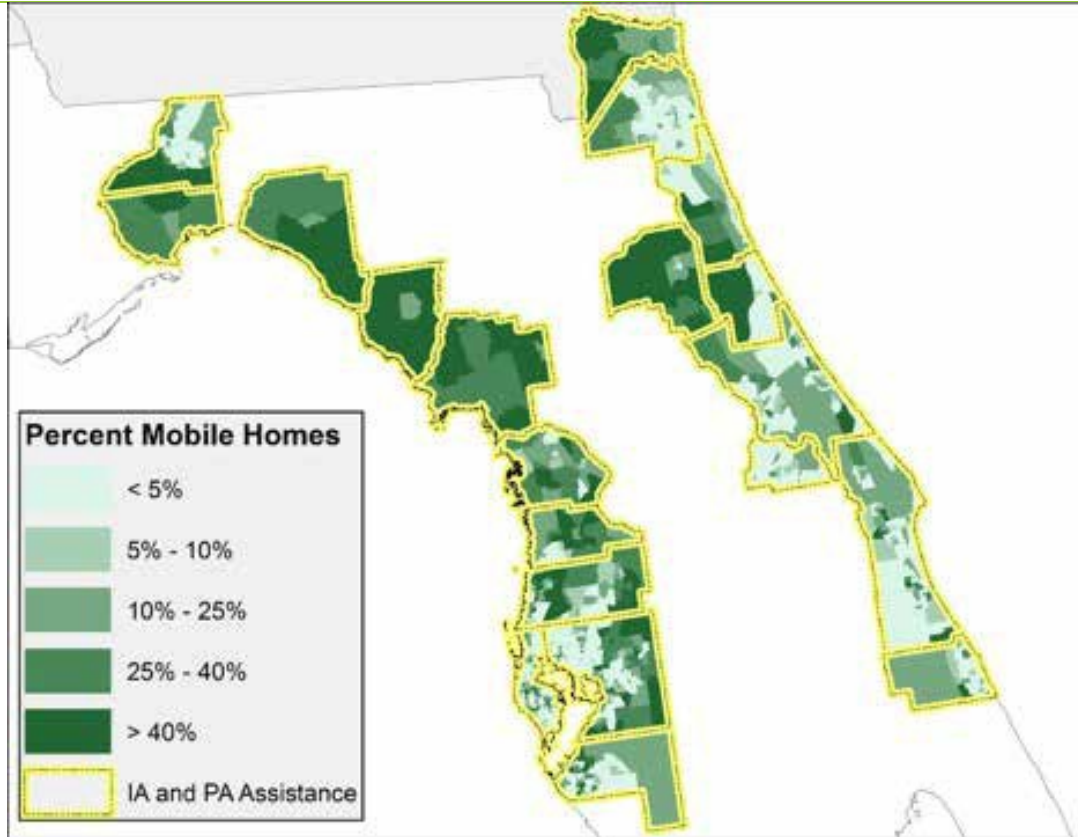 Percent Mobile Homes
< 5%
5% - 10%
10% - 25%
25% - 40%
> 40%
IA and PA Assistance